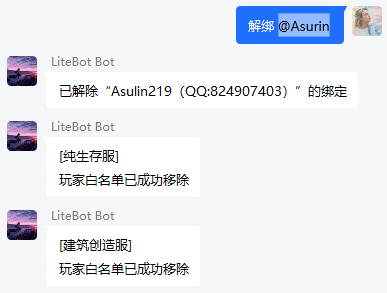 解绑 @Asurin
LiteBot Bot
已解除“Asulin219（QQ:824907403）”的绑定
LiteBot Bot
[纯生存服]
玩家白名单已成功移除
LiteBot Bot
[建筑创造服]
玩家白名单已成功移除